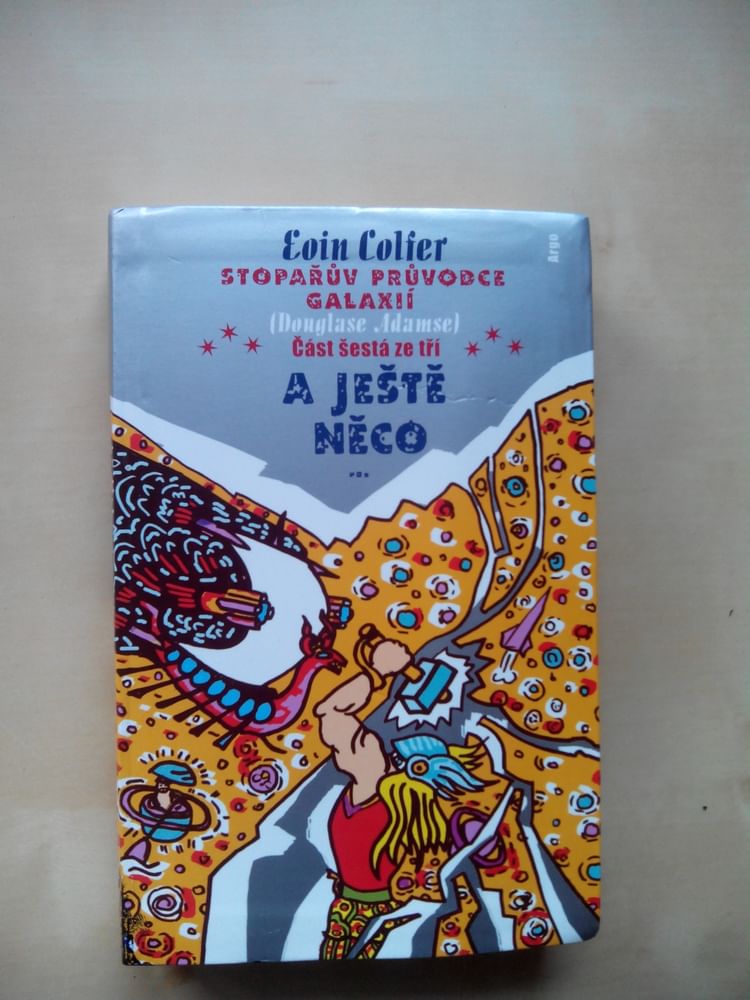 Eoin Colfer
Argo
STOPAŘŮV PRŮVODCE
GALAXIÍ
(Douglase Adamse)
Část šestá ze tří
A JEŠTĚ
NĚCO
...